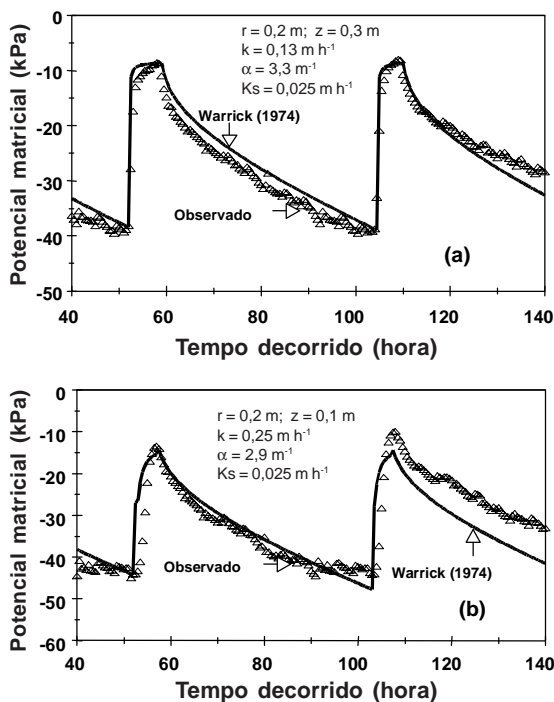 0
-10
-20
-30
-40
-50
Potencial matricial (kPa)
r = 0,2 m; z = 0,3 m
k = 0,13 m h-1
α = 3,3 m-1
Ks = 0,025 m h-1
Warrick (1974)
Observado
(a)
40 60 80 100 120 140
Tempo decorrido (hora)
0
-10
-20
-30
-40
-50
-60
Potencial matricial (kPa)
r = 0,2 m; z = 0,1 m
k = 0,25 m h-1
α = 2,9 m-1
Ks = 0,025 m h-1
Observado
Warrick (1974)
(b)
40 60 80 100 120 140
Tempo decorrido (hora)